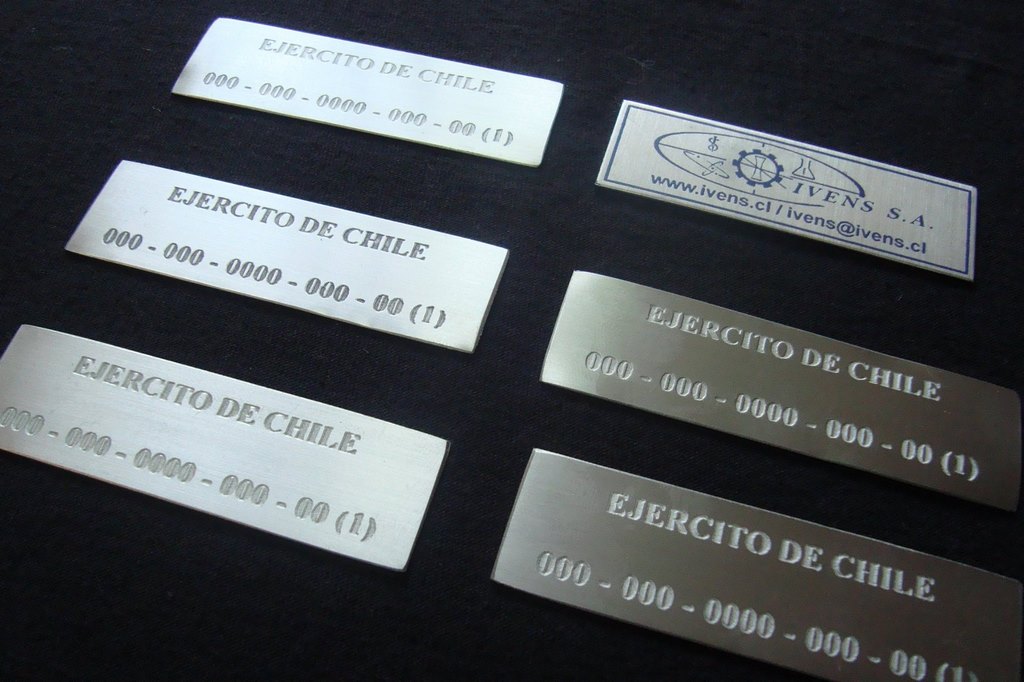 EJERCITO DE CHILE
000 - 000 - 0000 - 000 - 00 (1)
IVENS S.A.
www.ivens.cl / ivens@ivens.cl
EJERCITO DE CHILE
000 - 000 - 0000 - 000 - 00 (1)
EJERCITO DE CHILE
000 - 000 - 0000 - 000 - 00 (1)
EJERCITO DE CHILE
000 - 000 - 0000 - 000 - 00 (1)
EJERCITO DE CHILE
000 - 000 - 0000 - 000 - 00 (1)